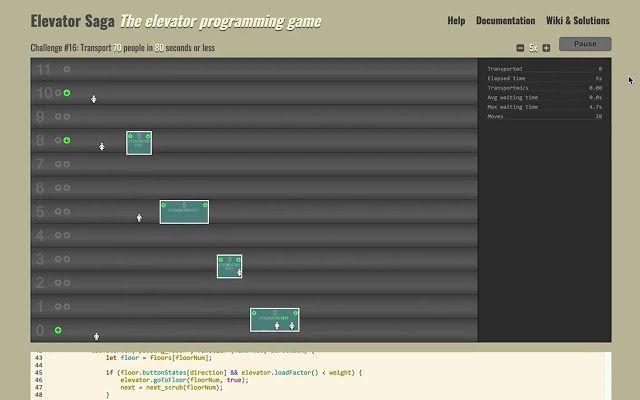 Elevator Saga The elevator programming game
Help Documentation Wiki & Solutions
Challenge #16: Transport 70 people in 80 seconds or less
5x
Pause
11
10
9
8
7
6
5
4
3
2
1
0
Transported 0
Elapsed time 5s
Transported/s 0.00
Avg waiting time 0.0s
Max waiting time 4.7s
Moves 10
5
0
43 let floor = floors[floorNum];
44
45 if (floor.buttonStates[direction] && elevator.loadFactor() < weight) {
46 elevator.goToFloor(floorNum, true);
47 next = next_scrub(floorNum);
48 }